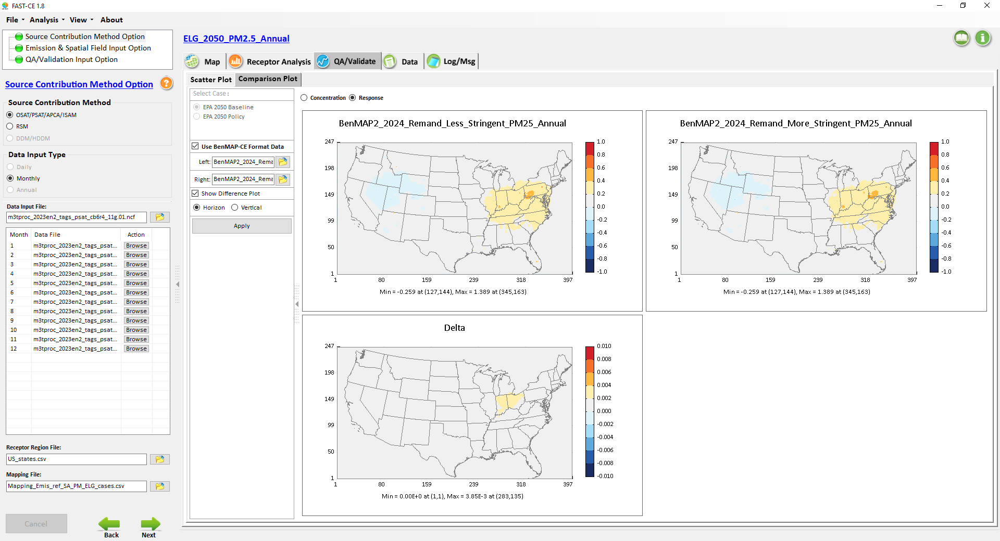 FAST-CE 1.8
File Analysis View About
Source Contribution Method Option
Emission & Spatial Field Input Option
QA/Validation Input Option
Source Contribution Method Option
Source Contribution Method
OSAT/PSAT/APCA/ISAM
RSM
DDM/HDDM
Data Input Type
Daily
Monthly
Annual
Data Input File:
m3tproc_2023en2_tags_psat_cb6r4_11g.01.ncf
Month Data File Action
1 m3tproc_2023en2_tags_psat... Browse
2 m3tproc_2023en2_tags_psat... Browse
3 m3tproc_2023en2_tags_psat... Browse
4 m3tproc_2023en2_tags_psat... Browse
5 m3tproc_2023en2_tags_psat... Browse
6 m3tproc_2023en2_tags_psat... Browse
7 m3tproc_2023en2_tags_psat... Browse
8 m3tproc_2023en2_tags_psat... Browse
9 m3tproc_2023en2_tags_psat... Browse
10 m3tproc_2023en2_tags_psat... Browse
11 m3tproc_2023en2_tags_psat... Browse
12 m3tproc_2023en2_tags_psat... Browse
Receptor Region File:
US_states.csv
Mapping File:
Mapping_Emis_ref_SA_PM_ELG_cases.csv
Cancel
Back
Next
ELG_2050_PM2.5_Annual
Map Receptor Analysis QA/Validate Data Log/Msg
Scatter Plot Comparison Plot
Select Case:
EPA 2050 Baseline
EPA 2050 Policy
Use BenMAP-CE Format Data
Left: BenMAP2_2024_Rema
Right: BenMAP2_2024_Rema
Show Difference Plot
Horizon Vertical
Apply
Concentration Response
BenMAP2_2024_Remand_Less_Stringent_PM25_Annual
247
198
149
99
50
1
1 80 159 239 318 397
1.0
0.8
0.6
0.4
0.2
0.0
-0.2
-0.4
-0.6
-0.8
-1.0
Min = -0.259 at (127,144), Max = 1.389 at (345,163)
BenMAP2_2024_Remand_More_Stringent_PM25_Annual
247
198
149
99
50
1
1 80 159 239 318 397
1.0
0.8
0.6
0.4
0.2
0.0
-0.2
-0.4
-0.6
-0.8
-1.0
Min = -0.259 at (127,144), Max = 1.389 at (345,163)
Delta
247
198
149
99
50
1
1 80 159 239 318 397
0.010
0.008
0.006
0.004
0.002
0.000
-0.002
-0.004
-0.006
-0.008
-0.010
Min = 0.00E+0 at (1,1), Max = 3.85E-3 at (283,135)